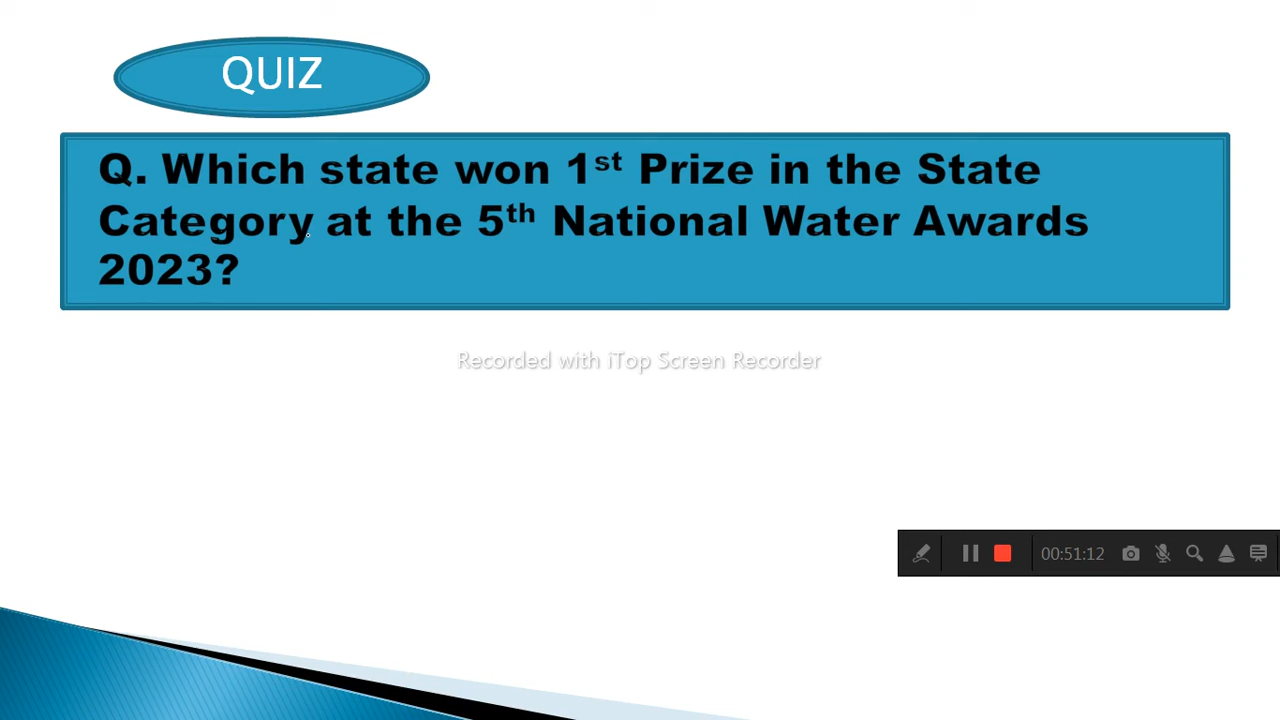 QUIZ
Q. Which state won 1st Prize in the State
Category at the 5th National Water Awards
2023?
Recorded with iTop Screen Recorder
00:51:12